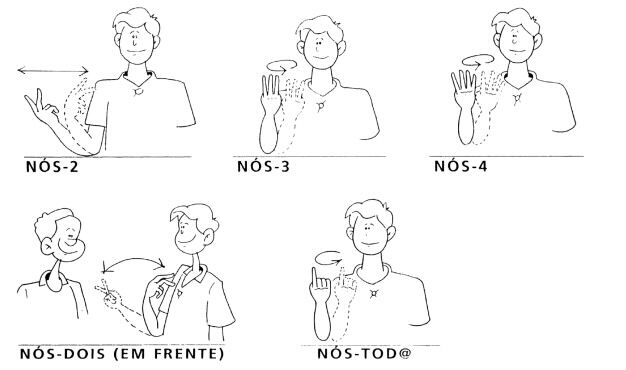 NÓS-2
NÓS-3
NÓS-4
NÓS-DOIS (EM FRENTE)
NÓS-TOD@